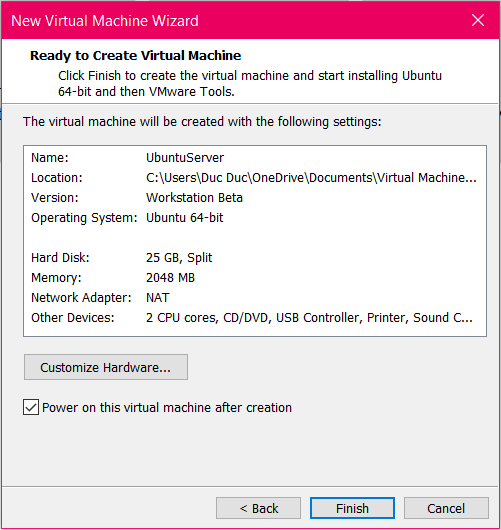 New Virtual Machine Wizard
Ready to Create Virtual Machine
Click Finish to create the virtual machine and start installing Ubuntu
64-bit and then VMware Tools.
The virtual machine will be created with the following settings:
Name: UbuntuServer
Location: C:\Users\Duc Duc\OneDrive\Documents\Virtual Machine...
Version: Workstation Beta
Operating System: Ubuntu 64-bit
Hard Disk: 25 GB, Split
Memory: 2048 MB
Network Adapter: NAT
Other Devices: 2 CPU cores, CD/DVD, USB Controller, Printer, Sound C...
Customize Hardware...
Power on this virtual machine after creation
< Back Finish Cancel